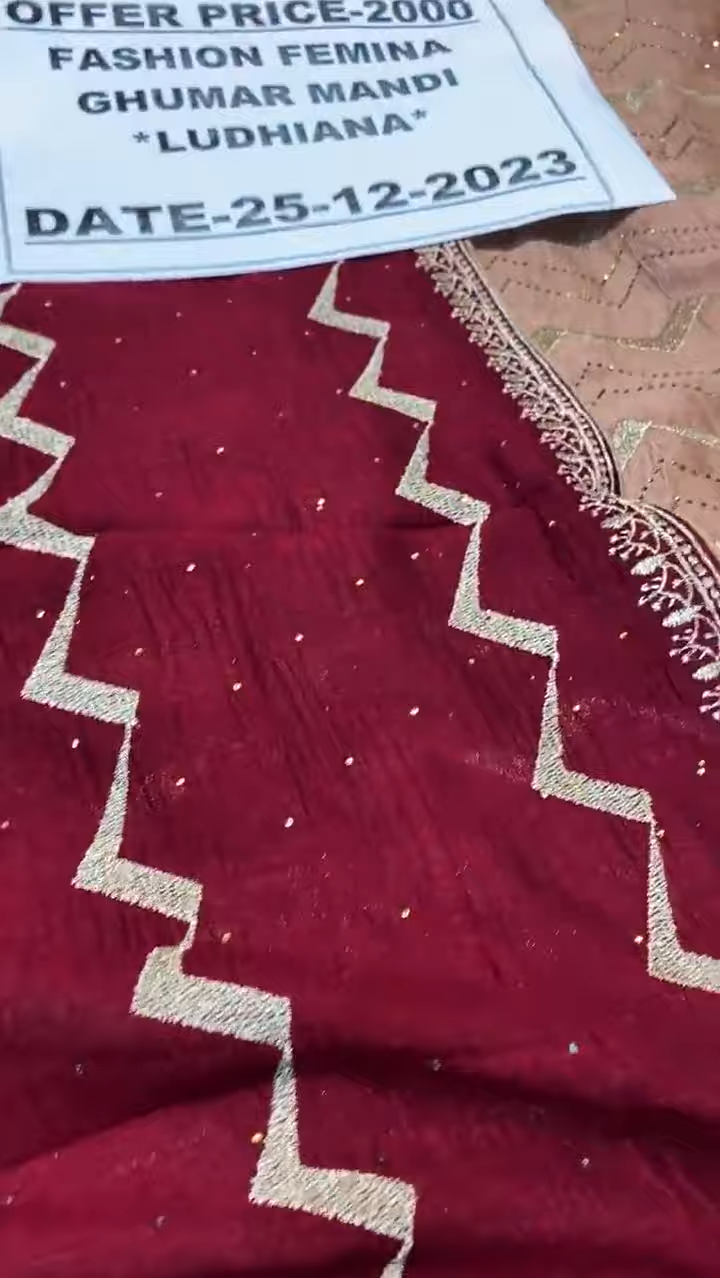 OFFER PRICE-2000
FASHION FEMINA
GHUMAR MANDI
*LUDHIANA*
DATE-25-12-2023